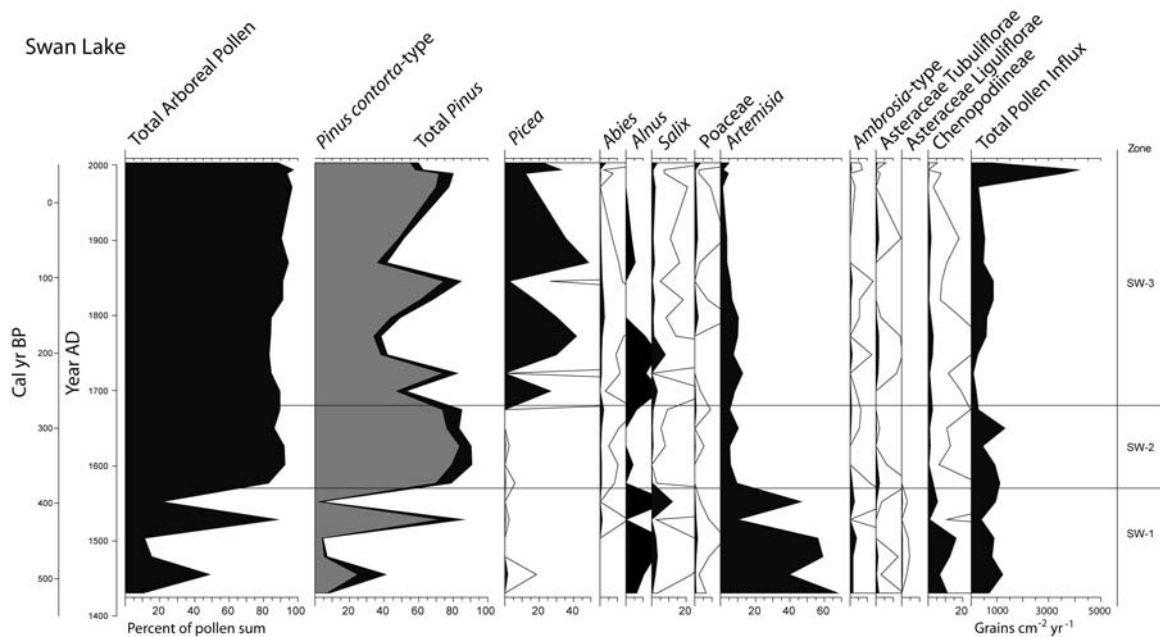 Swan Lake
Total Arboreal Pollen
Pinus contorta-type
Total Pinus
Picea
Abies
Alnus
Salix
Poaceae
Artemisia
Ambrosia-type
Asteraceae Tubuliflorae
Asteraceae Liguliflorae
Chenopodiineae
Total Pollen Influx
Zone
Cal yr BP
0
100
200
300
400
500
Year AD
2000
1900
1800
1700
1600
1500
1400
SW-3
SW-2
SW-1
20 40 60 80 100
20 40 60 80 100
20 40
20
20 40 60
20
1000 3000 5000
Percent of pollen sum
Grains cm⁻² yr⁻¹